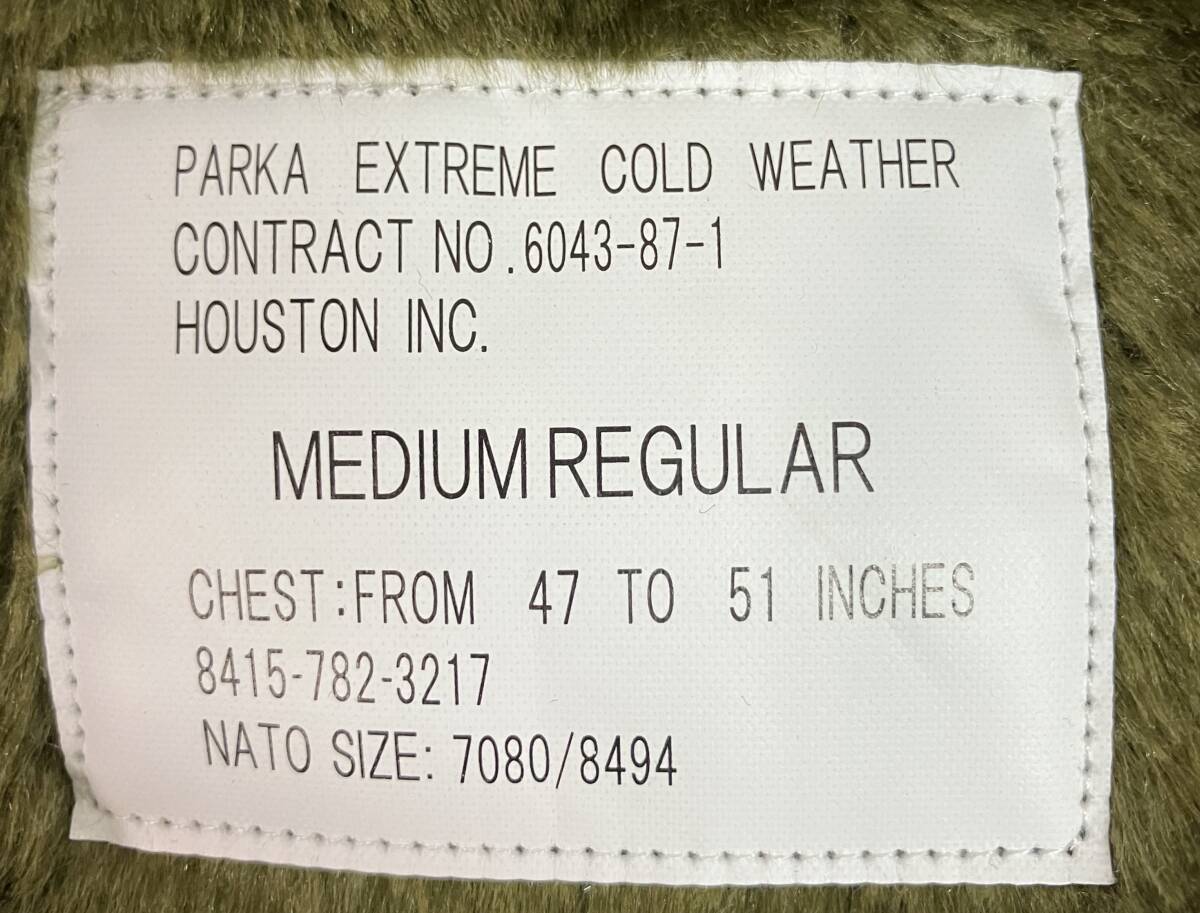 PARKA EXTREME COLD WEATHER
CONTRACT NO.6043-87-1
HOUSTON INC.
MEDIUM REGULAR
CHEST:FROM 47 TO 51 INCHES
8415-782-3217
NATO SIZE: 7080/8494